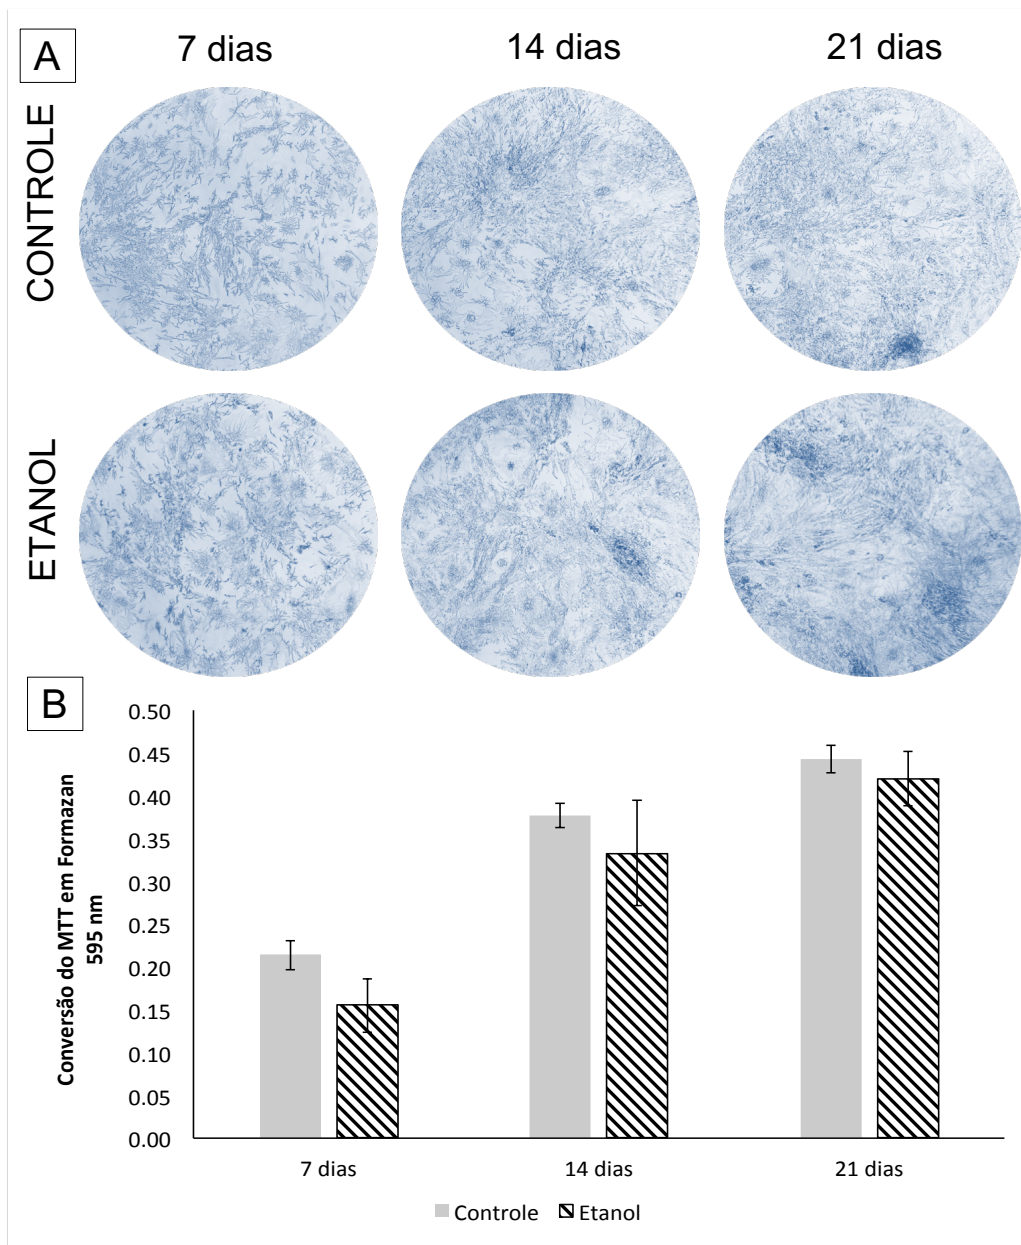 A
7 dias
14 dias
21 dias
CONTROLE
ETANOL
B
Conversão do MTT em Formazan
595 nm
0.50
0.45
0.40
0.35
0.30
0.25
0.20
0.15
0.10
0.05
0.00
7 dias
14 dias
21 dias
Controle
Etanol